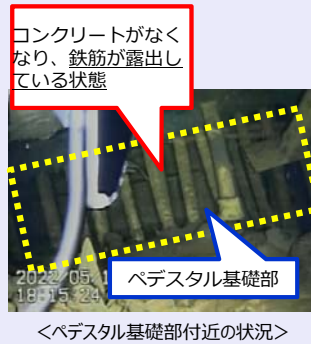 コンクリートがなく
なり、鉄筋が露出し
ている状態
ペデスタル基礎部
2022/05/
18:15:24
<ペデスタル基礎部付近の状況>